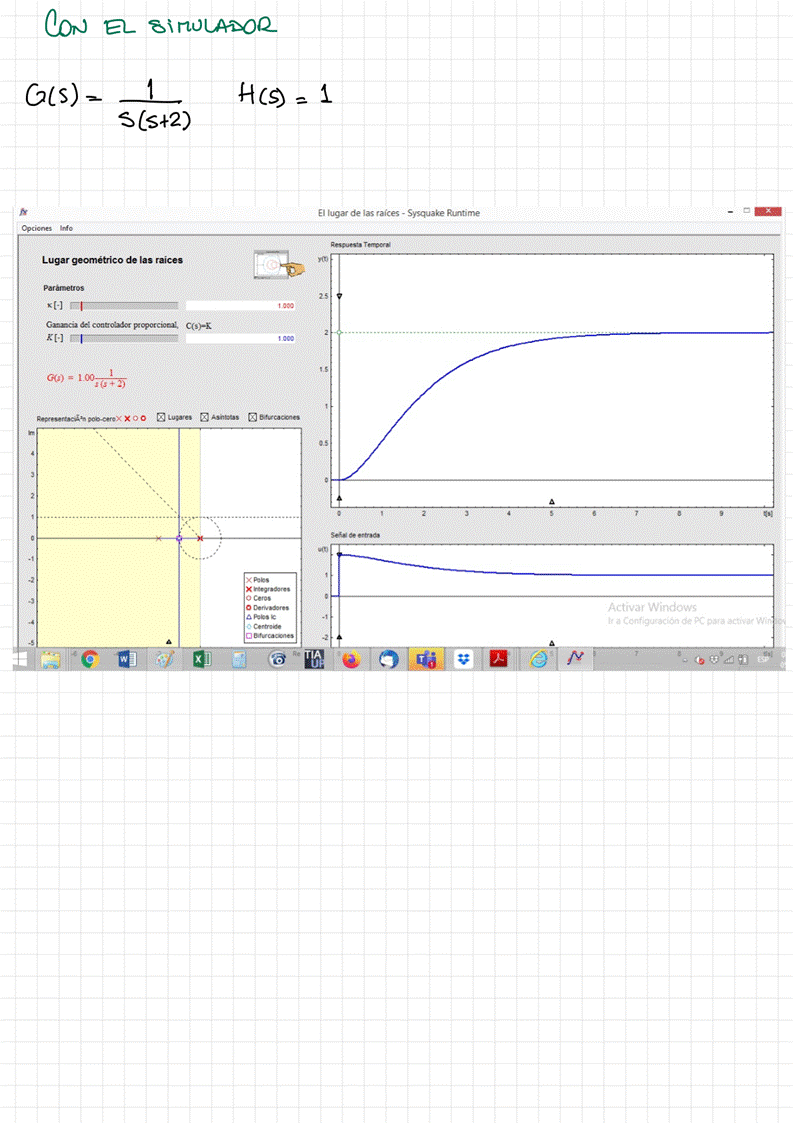 CON EL SIMULADOR
G(s) = 1 / s(s+2)    H(s) = 1
El lugar de las raíces - Sysquake Runtime
Opciones Info
Lugar geométrico de las raíces
Parámetros
κ [-] 1.000
Ganancia del controlador proporcional, C(s)=K
K [-] 1.000
G(s) = 1.00 1 / s (s + 2)
RepresentaciÃ³n polo-cero Lugares Asíntotas Bifurcaciones
Im
4
3
2
1
0
-1
-2
-3
-4
-5
Polos
Integradores
Ceros
Derivadores
Polos lc
Centroide
Bifurcaciones
Respuesta Temporal
y(t)
2.5
2
1.5
1
0.5
0
0 1 2 3 4 5 6 7 8 9 t[s]
Señal de entrada
u(t)
1
0
-1
-2
Activar Windows
Ir a Configuración de PC para activar Windov
ESP